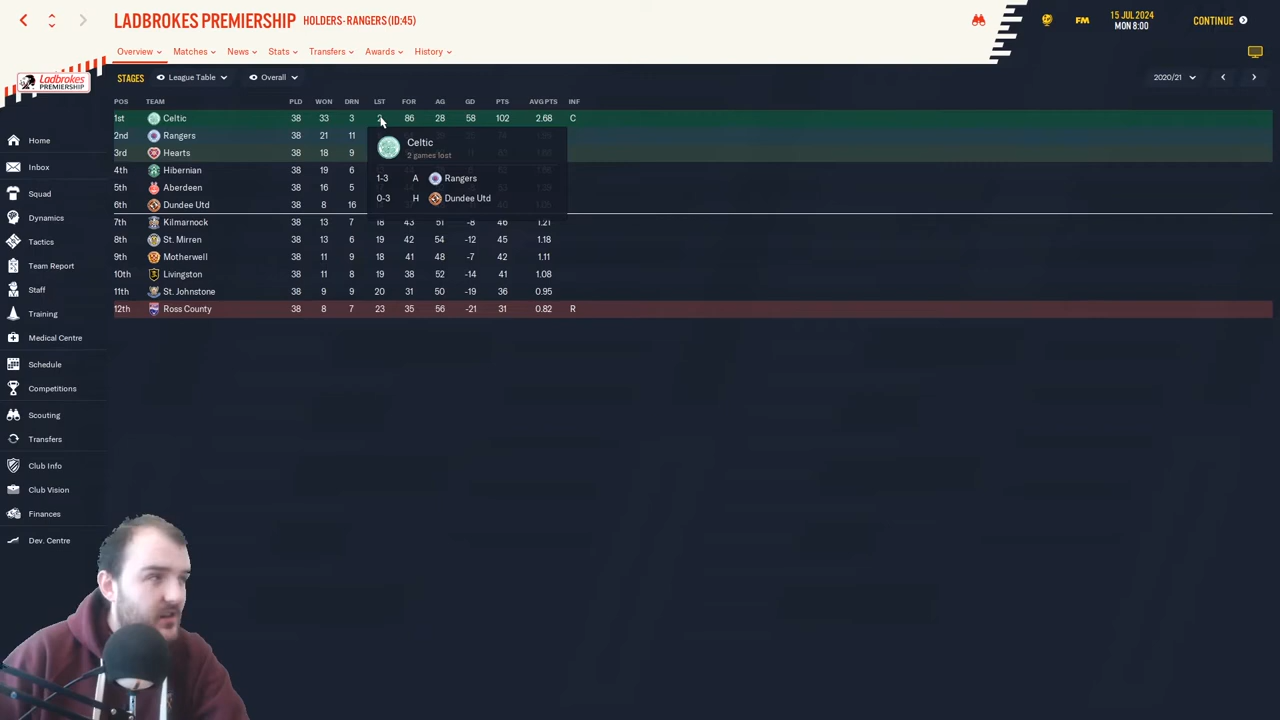 LADBROKES PREMIERSHIP HOLDERS - RANGERS (ID:45)
FM 15 JUL 2024 MON 8:00 CONTINUE
Overview Matches News Stats Transfers Awards History
Ladbrokes PREMIERSHIP
STAGES League Table Overall 2020/21
POS TEAM PLD WON DRN LST FOR AG GD PTS AVG PTS INF
1st Celtic 38 33 3 2 86 28 58 102 2.68 C
2nd Rangers 38 21 11
3rd Hearts 38 18 9
4th Hibernian 38 19 6
5th Aberdeen 38 16 5
6th Dundee Utd 38 8 16
7th Kilmarnock 38 13 7 18 43 51 -8 46 1.21
8th St. Mirren 38 13 6 19 42 54 -12 45 1.18
9th Motherwell 38 11 9 18 41 48 -7 42 1.11
10th Livingston 38 11 8 19 38 52 -14 41 1.08
11th St. Johnstone 38 9 9 20 31 50 -19 36 0.95
12th Ross County 38 8 7 23 35 56 -21 31 0.82 R
Celtic
2 games lost
1-3 A Rangers
0-3 H Dundee Utd
Home
Inbox
Squad
Dynamics
Tactics
Team Report
Staff
Training
Medical Centre
Schedule
Competitions
Scouting
Transfers
Club Info
Club Vision
Finances
Dev. Centre